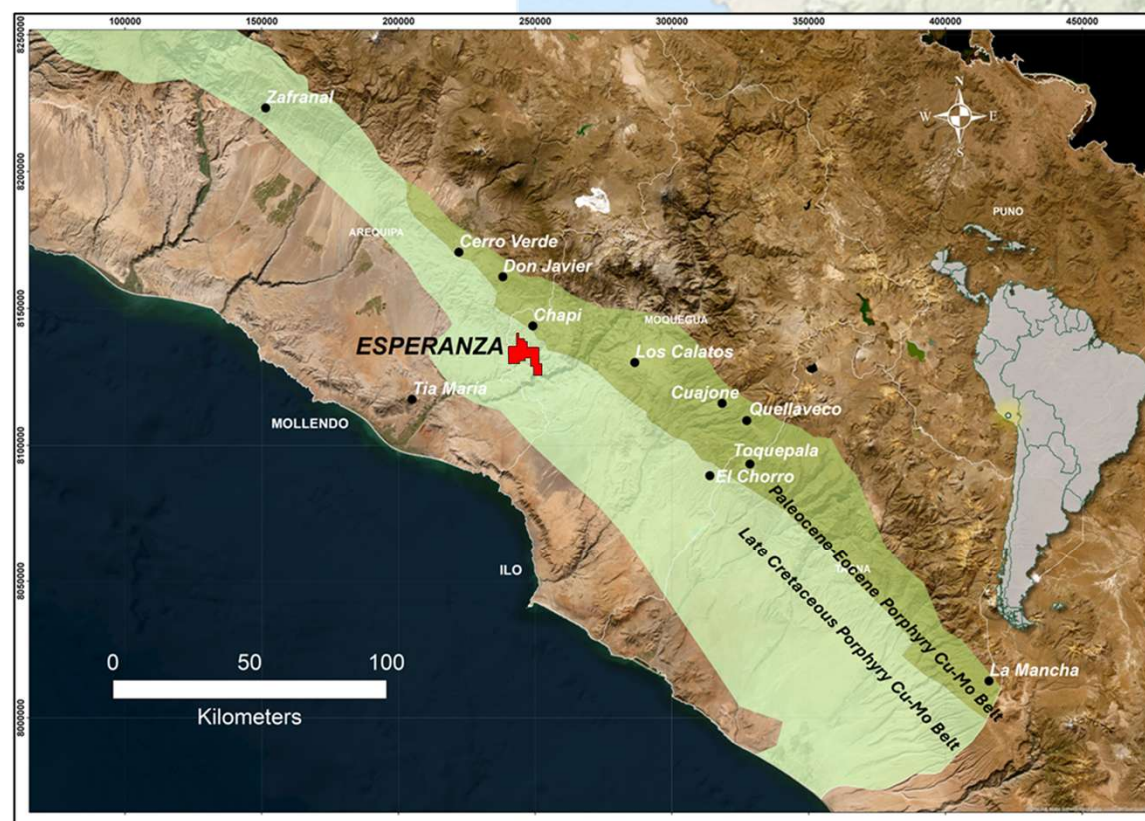 100000 150000 200000 250000 300000 350000 400000 450000
8250000
8200000
8150000
8100000
8050000
8000000
Zafranal
N
W E
S
PUNO
AREQUIPA
Cerro Verde
Don Javier
Chapi
MOQUEGUA
ESPERANZA
Los Calatos
Tia Maria
Cuajone
Quellaveco
MOLLENDO
Toquepala
El Chorro
Paleocene-Eocene Porphyry Cu-Mo Belt
Late Cretaceous Porphyry Cu-Mo Belt
ILO
La Mancha
0 50 100
Kilometers